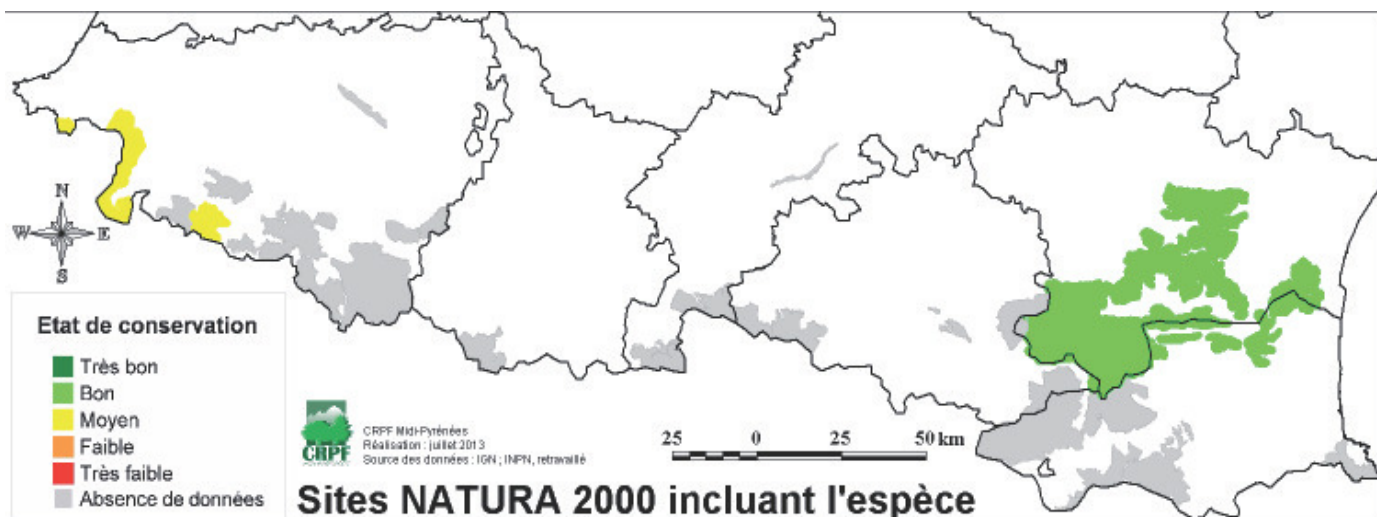 N
W E
S
Etat de conservation
Très bon
Bon
Moyen
Faible
Très faible
Absence de données
CRPF
CRPF Midi-Pyrénées
Réalisation : juillet 2013
Source des données : IGN ; INPN, retravaillé
25 0 25 50 km
Sites NATURA 2000 incluant l'espèce